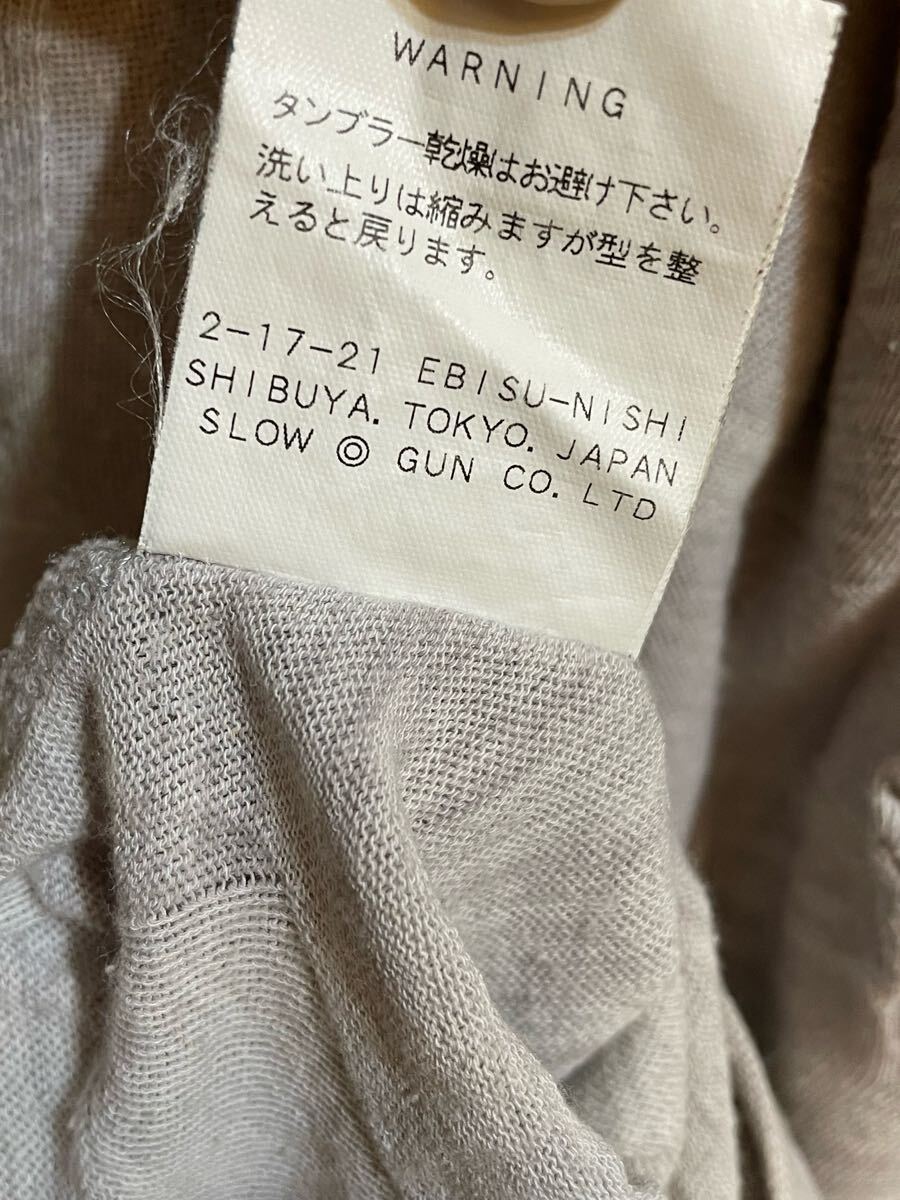 WARNING
タンブラー乾燥はお避け下さい。
洗い上りは縮みますが型を整
えると戻ります。
2-17-21 EBISU-NISHI
SHIBUYA. TOKYO. JAPAN
SLOW ◎ GUN CO. LTD